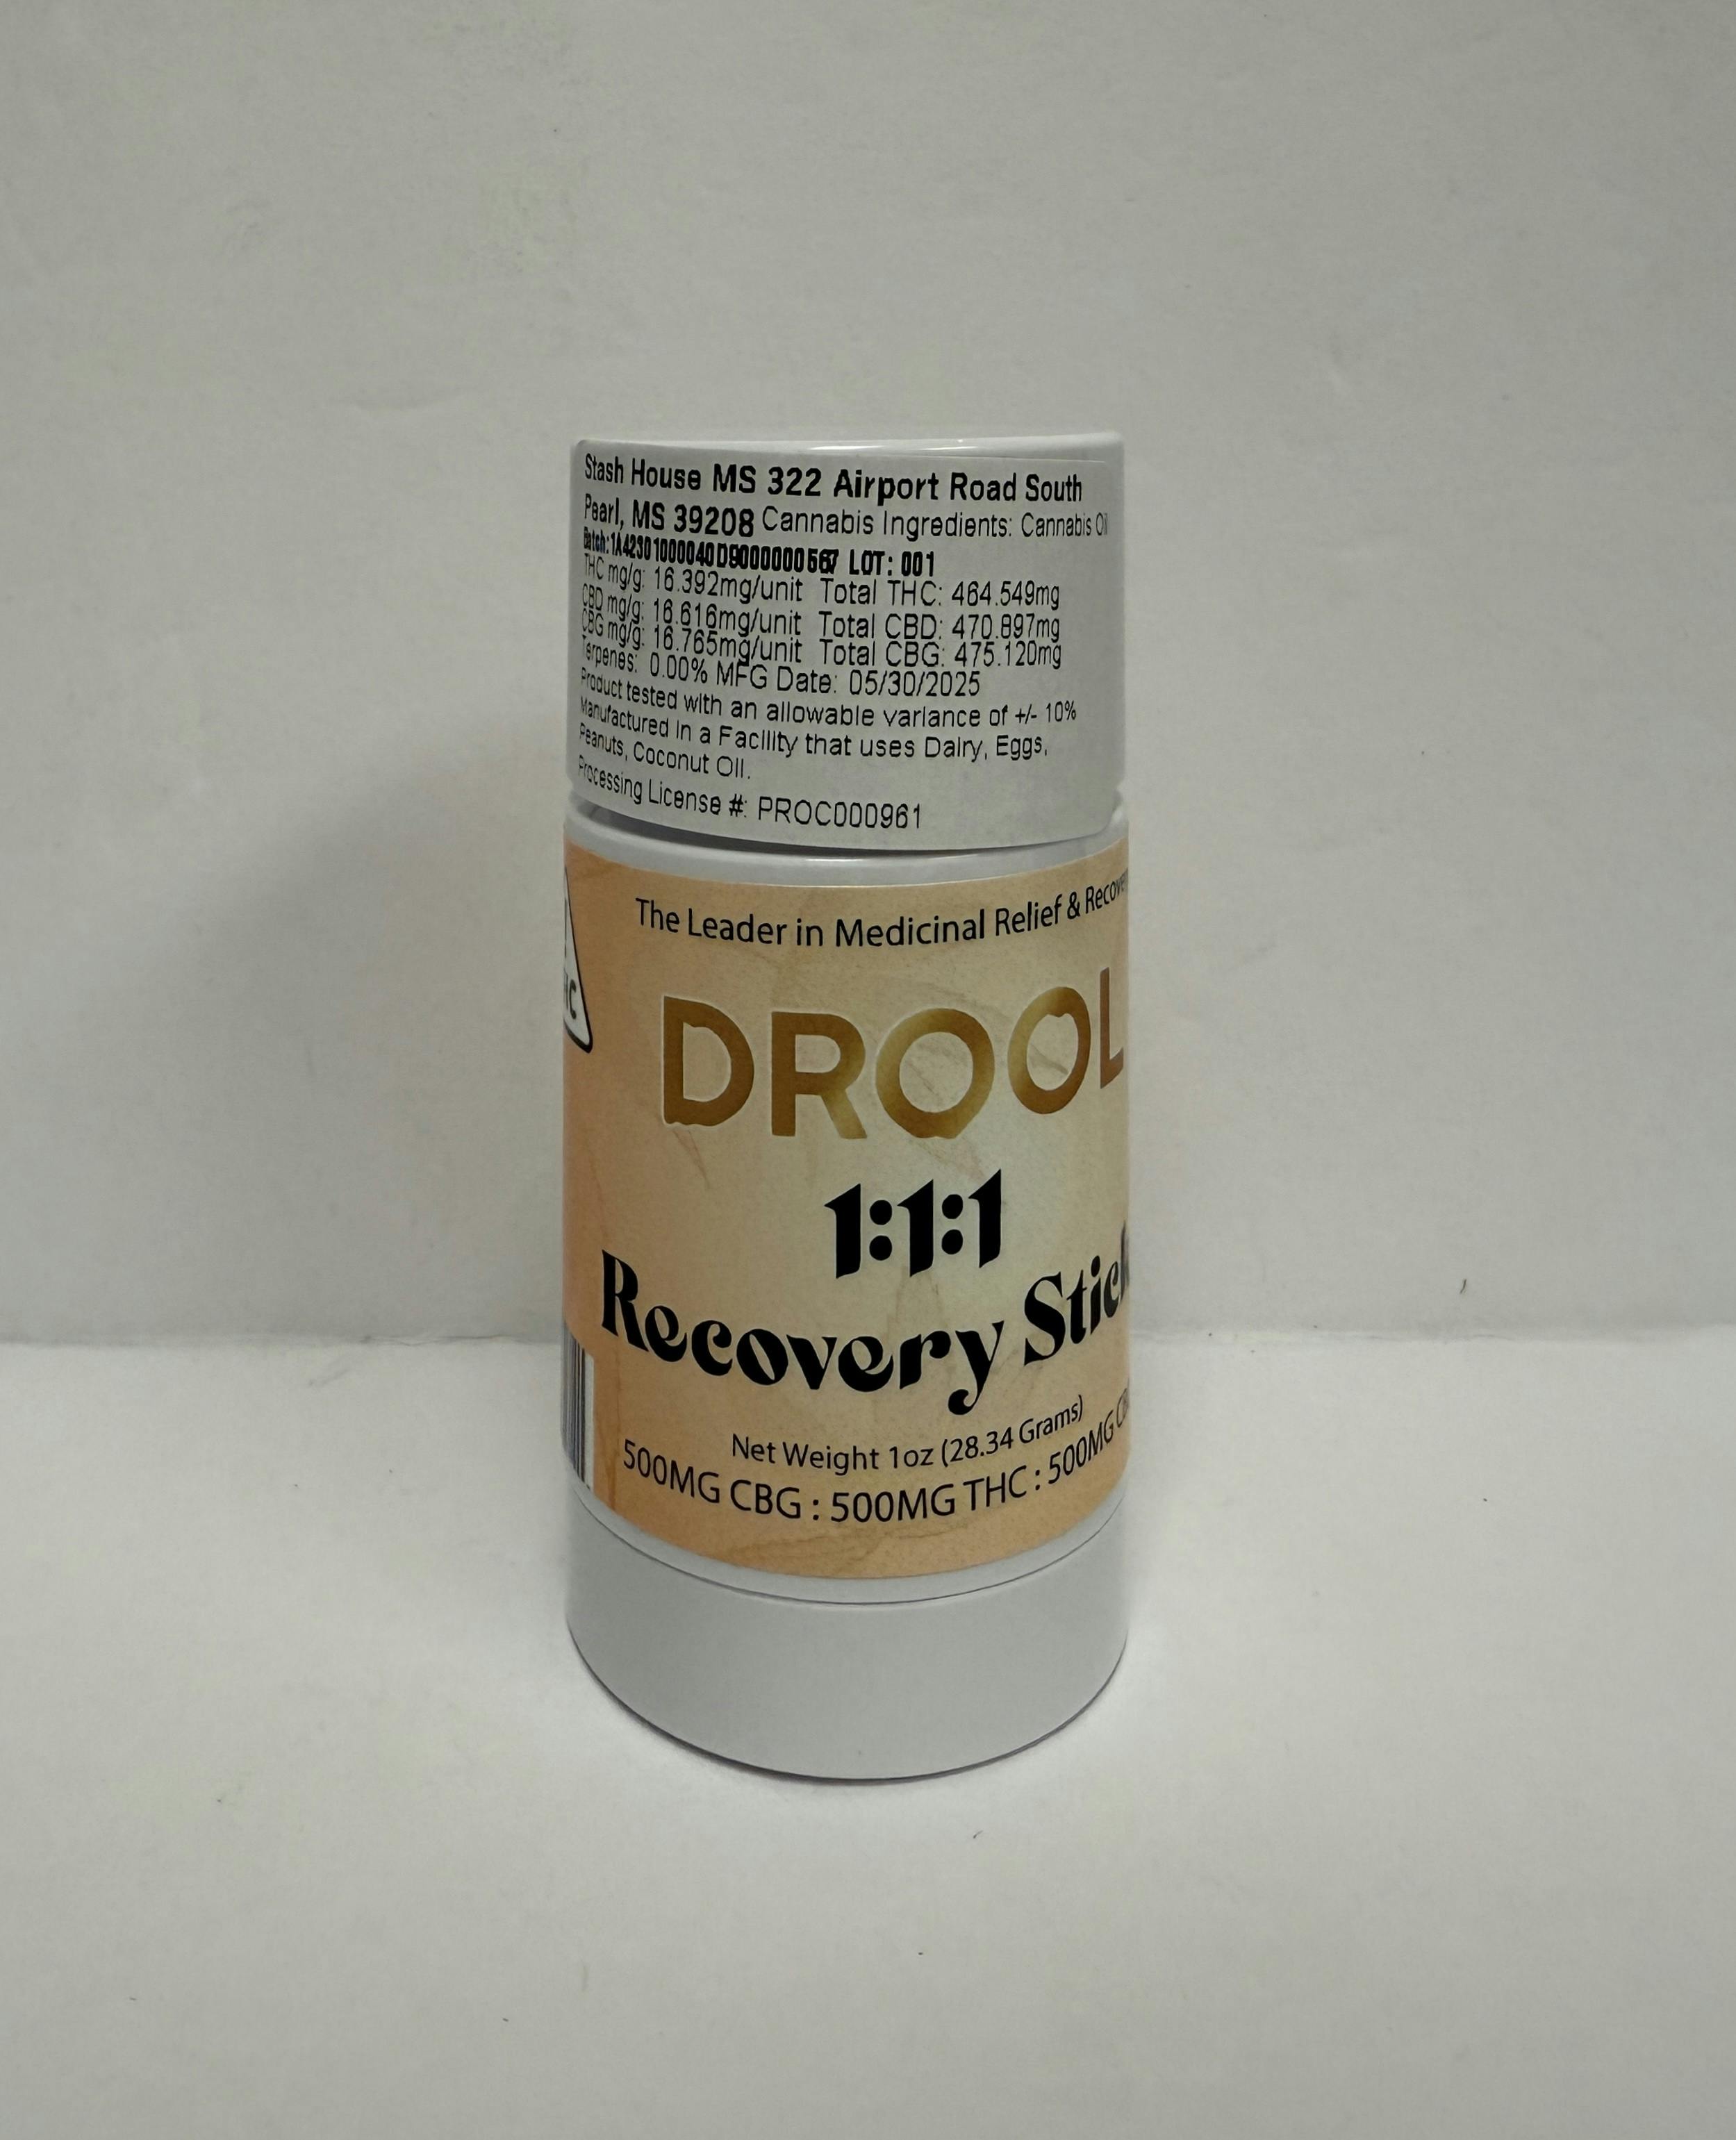 Stash House MS 322 Airport Road South
Pearl, MS 39208 Cannabis Ingredients: Cannabis Oil
Batch:1A42301000040D9000000567 LOT: 001
THC mg/g: 16.392mg/unit Total THC: 464.549mg
CBD mg/g: 16.616mg/unit Total CBD: 470.897mg
CBG mg/g: 16.765mg/unit Total CBG: 475.120mg
Terpenes: 0.00% MFG Date: 05/30/2025
Product tested with an allowable variance of +/- 10%
Manufactured in a Facility that uses Dairy, Eggs,
Peanuts, Coconut Oil.
Processing License #: PROC000961
The Leader in Medicinal Relief & Recovery
DROOL
1:1:1
Recovery Stick
Net Weight 1oz (28.34 Grams)
500MG CBG : 500MG THC : 500MG